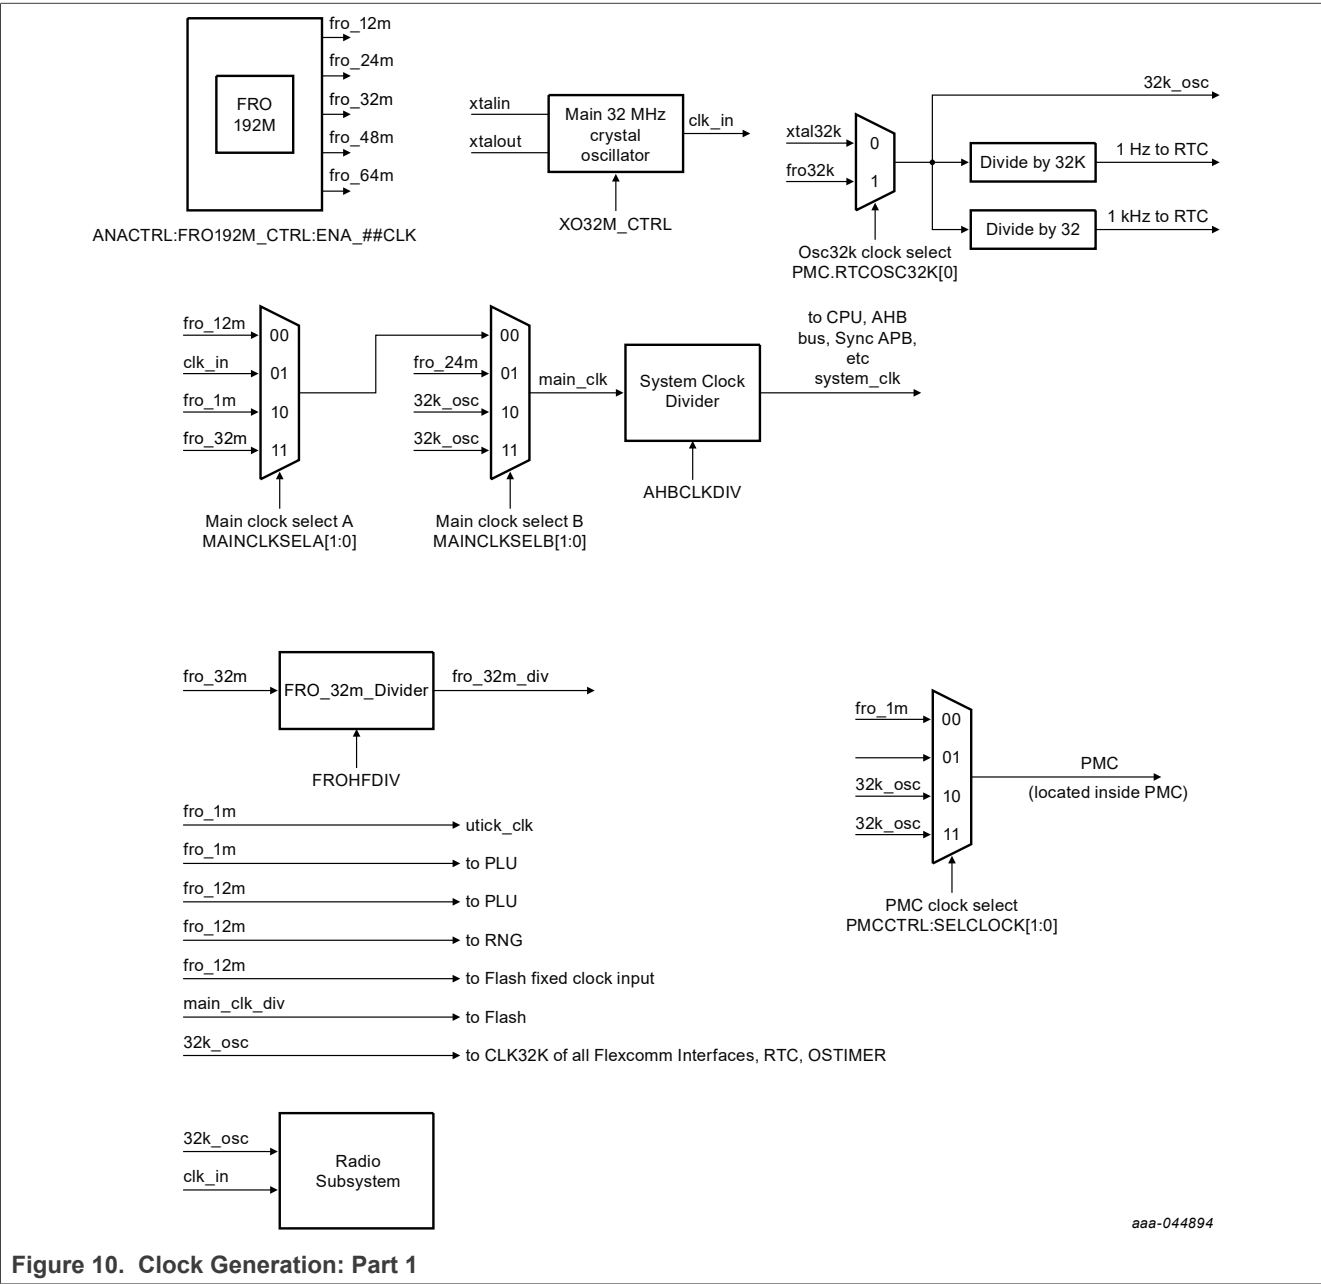 fro_12m
fro_24m
fro_32m
fro_48m
fro_64m
FRO
192M
ANACTRL:FRO192M_CTRL:ENA_##CLK
xtalin
xtalout
Main 32 MHz
crystal
oscillator
clk_in
XO32M_CTRL
xtal32k
fro32k
0
1
Osc32k clock select
PMC.RTCOSC32K[0]
32k_osc
Divide by 32K
1 Hz to RTC
Divide by 32
1 kHz to RTC
fro_12m
clk_in
fro_1m
fro_32m
00
01
10
11
Main clock select A
MAINCLKSELA[1:0]
fro_24m
32k_osc
32k_osc
00
01
10
11
Main clock select B
MAINCLKSELB[1:0]
main_clk
System Clock
Divider
AHBCLKDIV
to CPU, AHB
bus, Sync APB,
etc
system_clk
fro_32m
FRO_32m_Divider
fro_32m_div
FROHFDIV
fro_1m
00
01
32k_osc
10
32k_osc
11
PMC
(located inside PMC)
PMC clock select
PMCCTRL:SELCLOCK[1:0]
fro_1m
utick_clk
fro_1m
to PLU
fro_12m
to PLU
fro_12m
to RNG
fro_12m
to Flash fixed clock input
main_clk_div
to Flash
32k_osc
to CLK32K of all Flexcomm Interfaces, RTC, OSTIMER
32k_osc
clk_in
Radio
Subsystem
aaa-044894
Figure 10. Clock Generation: Part 1